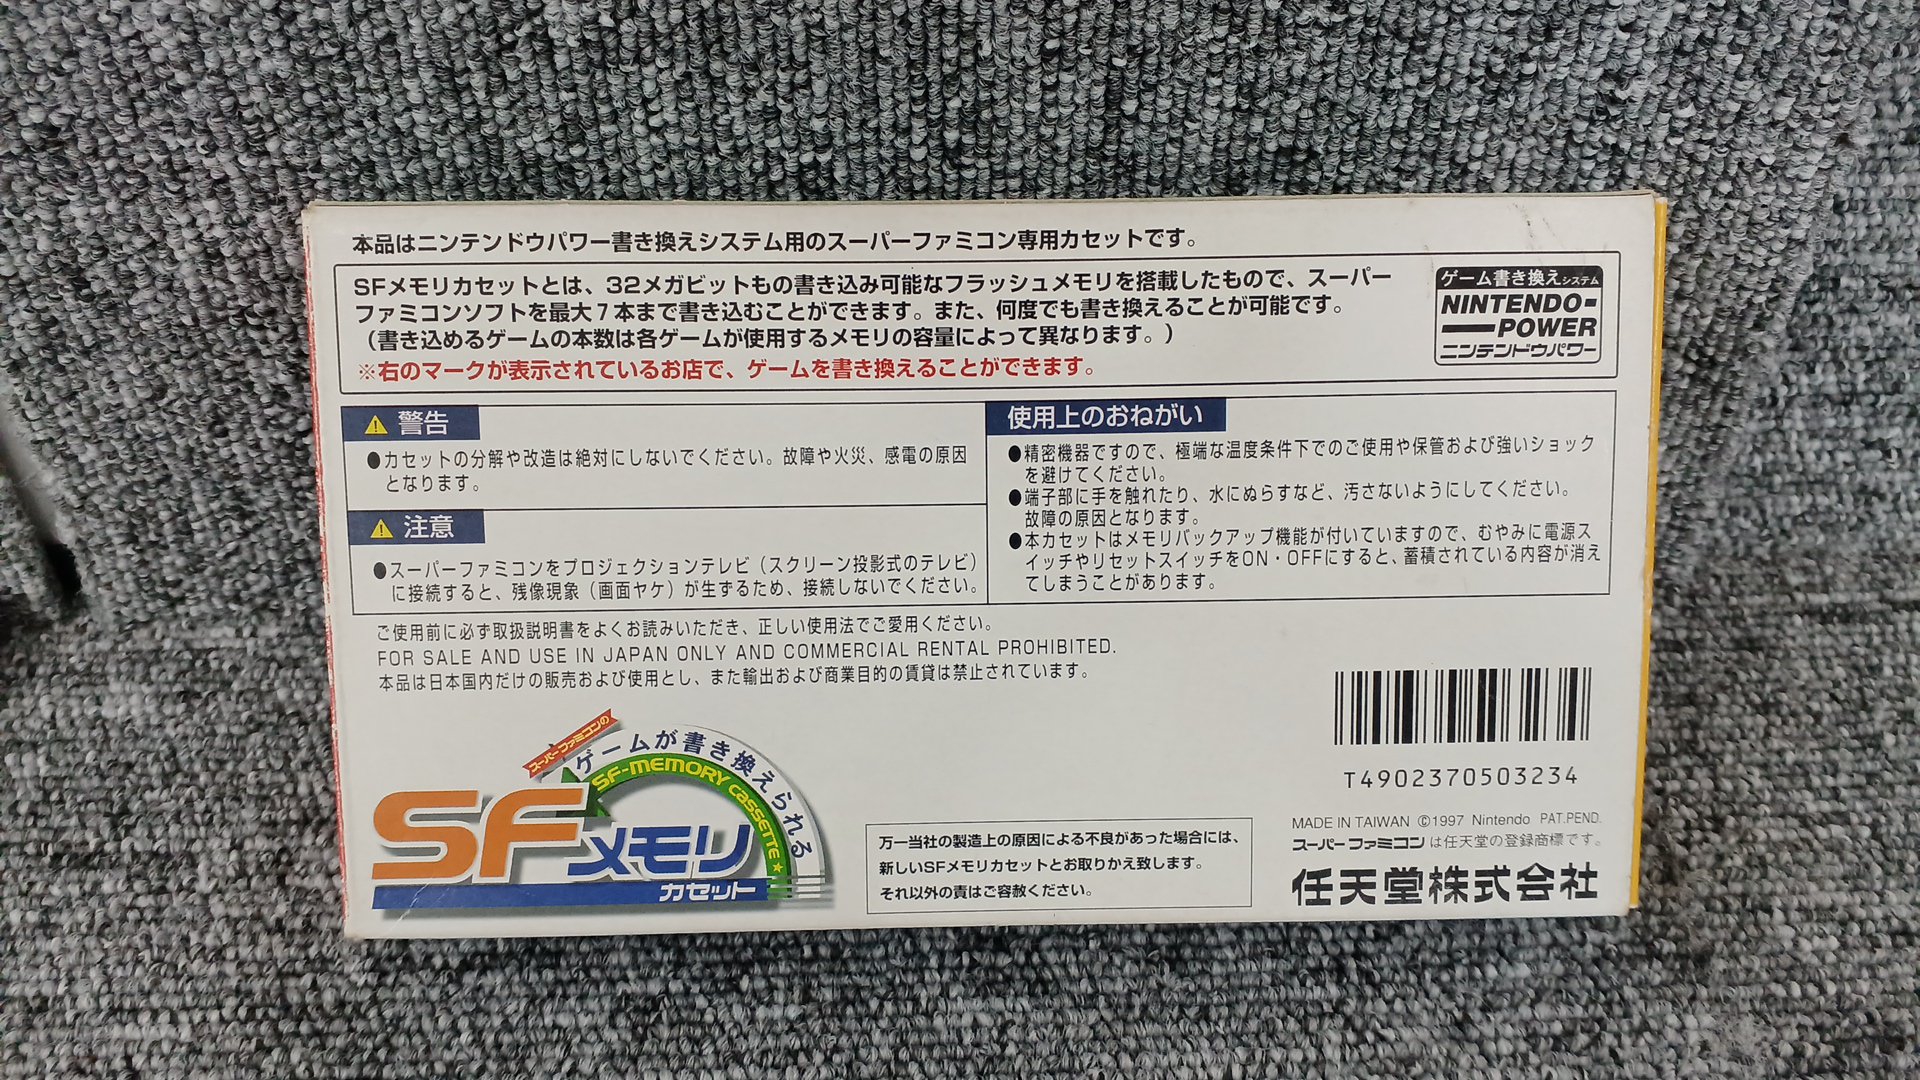 本品はニンテンドウパワー書き換えシステム用のスーパーファミコン専用カセットです。
SFメモリカセットとは、32メガビットもの書き込み可能なフラッシュメモリを搭載したもので、スーパー
ファミコンソフトを最大7本まで書き込むことができます。また、何度でも書き換えることが可能です。
（書き込めるゲームの本数は各ゲームが使用するメモリの容量によって異なります。）
※右のマークが表示されているお店で、ゲームを書き換えることができます。
ゲーム書き換えシステム
NINTENDO-
POWER
ニンテンドウパワー
⚠ 警告
●カセットの分解や改造は絶対にしないでください。故障や火災、感電の原因
となります。
⚠ 注意
●スーパーファミコンをプロジェクションテレビ（スクリーン投影式のテレビ）
に接続すると、残像現象（画面ヤケ）が生ずるため、接続しないでください。
使用上のおねがい
●精密機器ですので、極端な温度条件下でのご使用や保管および強いショック
を避けてください。
●端子部に手を触れたり、水にぬらすなど、汚さないようにしてください。
故障の原因となります。
●本カセットはメモリバックアップ機能が付いていますので、むやみに電源ス
イッチやリセットスイッチをON・OFFにすると、蓄積されている内容が消え
てしまうことがあります。
ご使用前に必ず取扱説明書をよくお読みいただき、正しい使用法でご愛用ください。
FOR SALE AND USE IN JAPAN ONLY AND COMMERCIAL RENTAL PROHIBITED.
本品は日本国内だけの販売および使用とし、また輸出および商業目的の賃貸は禁止されています。
スーパーファミコンの
ゲームが書き換えられる
SF-MEMORY CASSETTE★
SFメモリ
カセット
万一当社の製造上の原因による不良があった場合には、
新しいSFメモリカセットとお取りかえ致します。
それ以外の責はご容赦ください。
T4902370503234
MADE IN TAIWAN ©1997 Nintendo PAT.PEND.
スーパーファミコンは任天堂の登録商標です。
任天堂株式会社